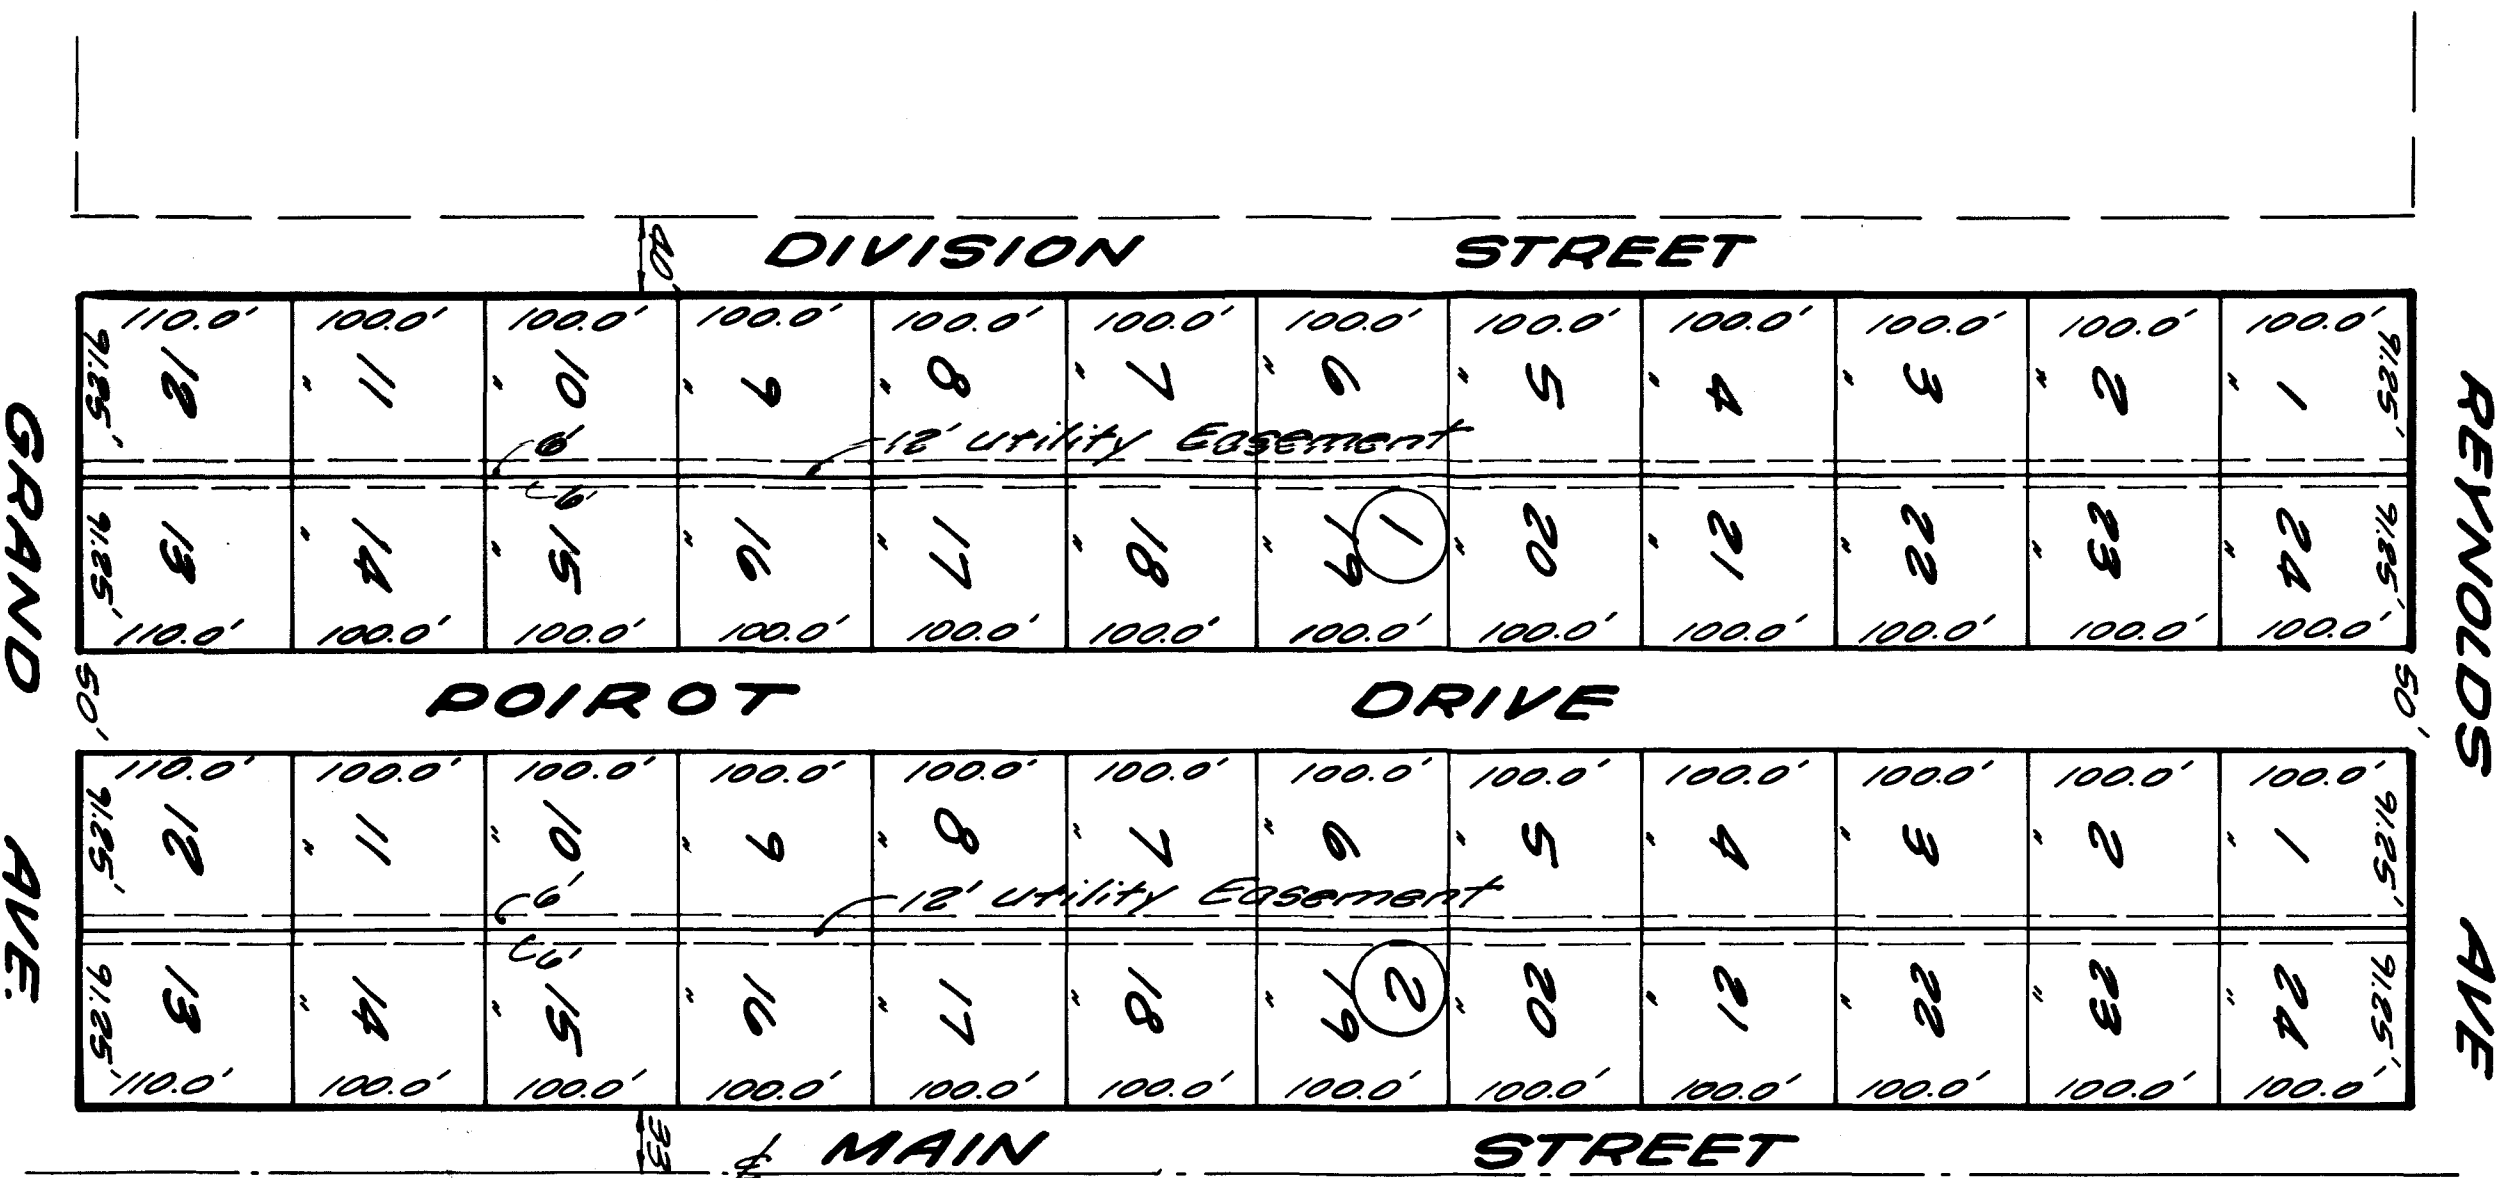 DIVISION STREET
40'
110.0' 100.0' 100.0' 100.0' 100.0' 100.0' 100.0' 100.0' 100.0' 100.0' 100.0' 100.0'
91.25' " " " " " " " " " " " 91.25'
12 11 10 9 8 7 6 5 4 3 2 1
6' 12' Utility Easement
6'
91.25' " " " " " " " " " " " 91.25'
13 14 15 16 17 18 19 1 20 21 22 23 24
110.0' 100.0' 100.0' 100.0' 100.0' 100.0' 100.0' 100.0' 100.0' 100.0' 100.0' 100.0'
50' POIROT DRIVE 50'
110.0' 100.0' 100.0' 100.0' 100.0' 100.0' 100.0' 100.0' 100.0' 100.0' 100.0' 100.0'
91.25' " " " " " " " " " " " 91.25'
12 11 10 9 8 7 6 5 4 3 2 1
6' 12' Utility Easement
6'
91.25' " " " " " " " " " " " 91.25'
13 14 15 16 17 18 19 2 20 21 22 23 24
110.0' 100.0' 100.0' 100.0' 100.0' 100.0' 100.0' 100.0' 100.0' 100.0' 100.0' 100.0'
33' MAIN STREET
GRAND AVE.
REYNOLDS AVE